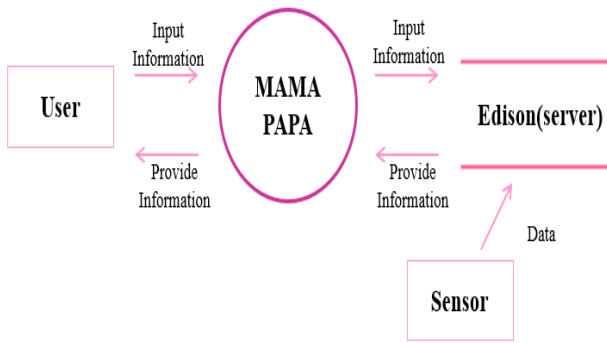 Input
Information
Input
Information
User
MAMA
PAPA
Edison(server)
Provide
Information
Provide
Information
Data
Sensor